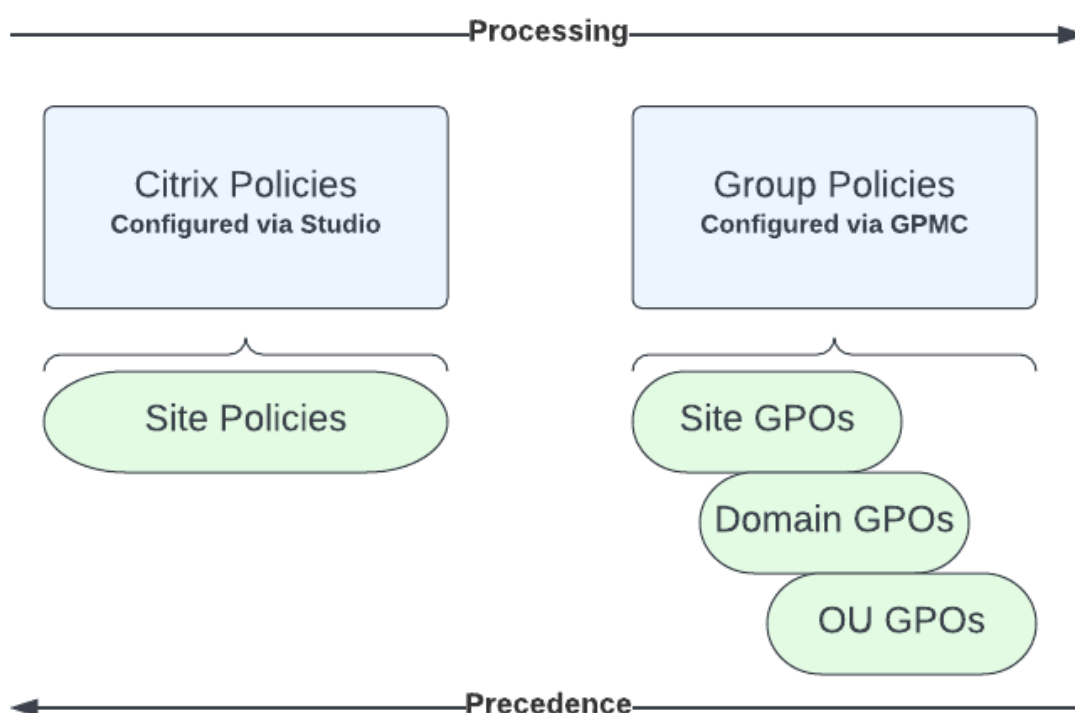 Processing
Citrix Policies
Configured via Studio
Group Policies
Configured via GPMC
Site Policies
Site GPOs
Domain GPOs
OU GPOs
Precedence